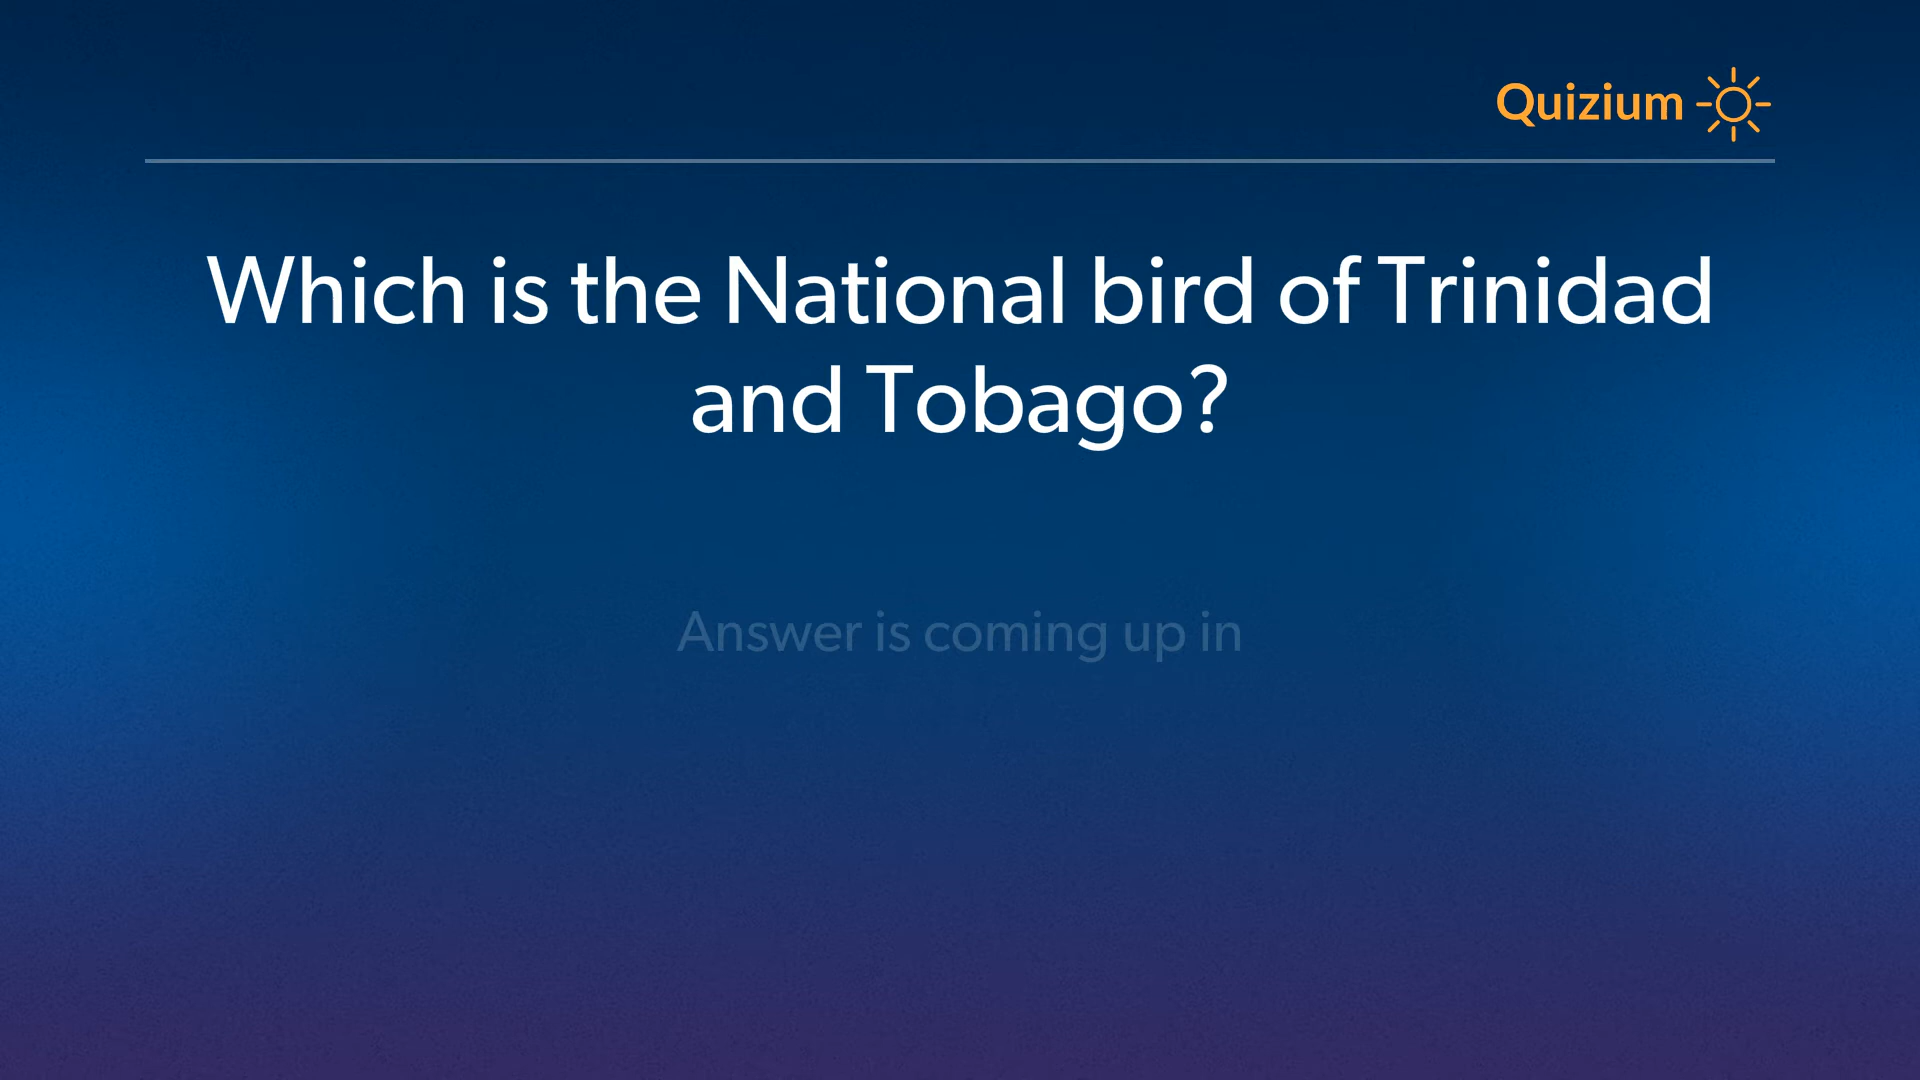 Quizium
Which is the National bird of Trinidad
and Tobago?
Answer is coming up in